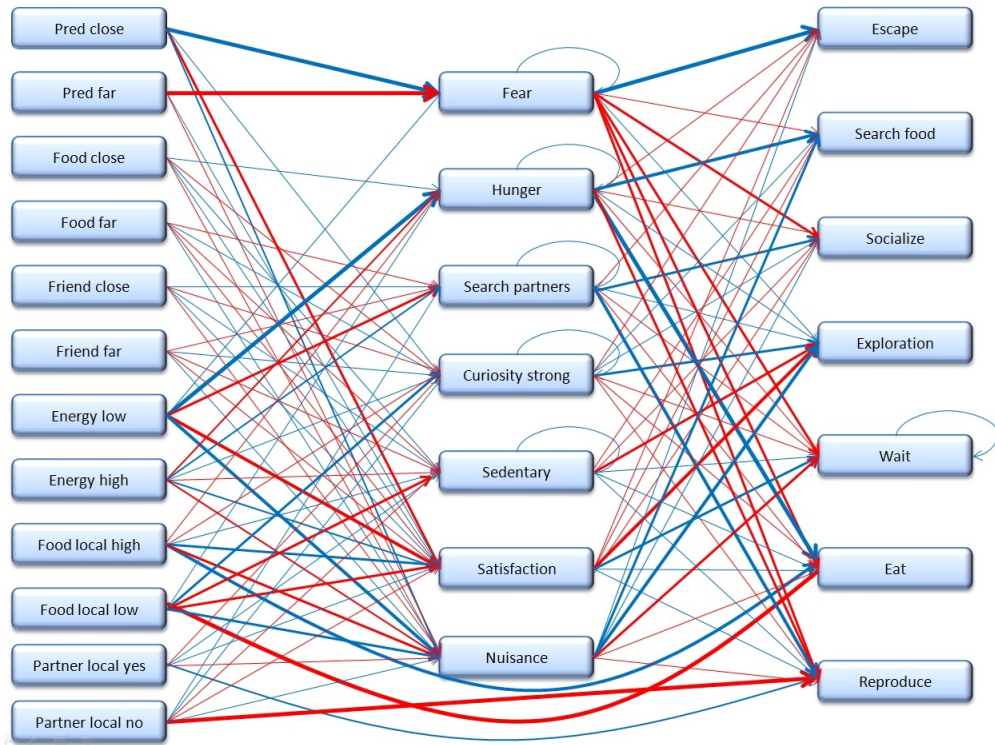 Pred close
Pred far
Food close
Food far
Friend close
Friend far
Energy low
Energy high
Food local high
Food local low
Partner local yes
Partner local no
Fear
Hunger
Search partners
Curiosity strong
Sedentary
Satisfaction
Nuisance
Escape
Search food
Socialize
Exploration
Wait
Eat
Reproduce